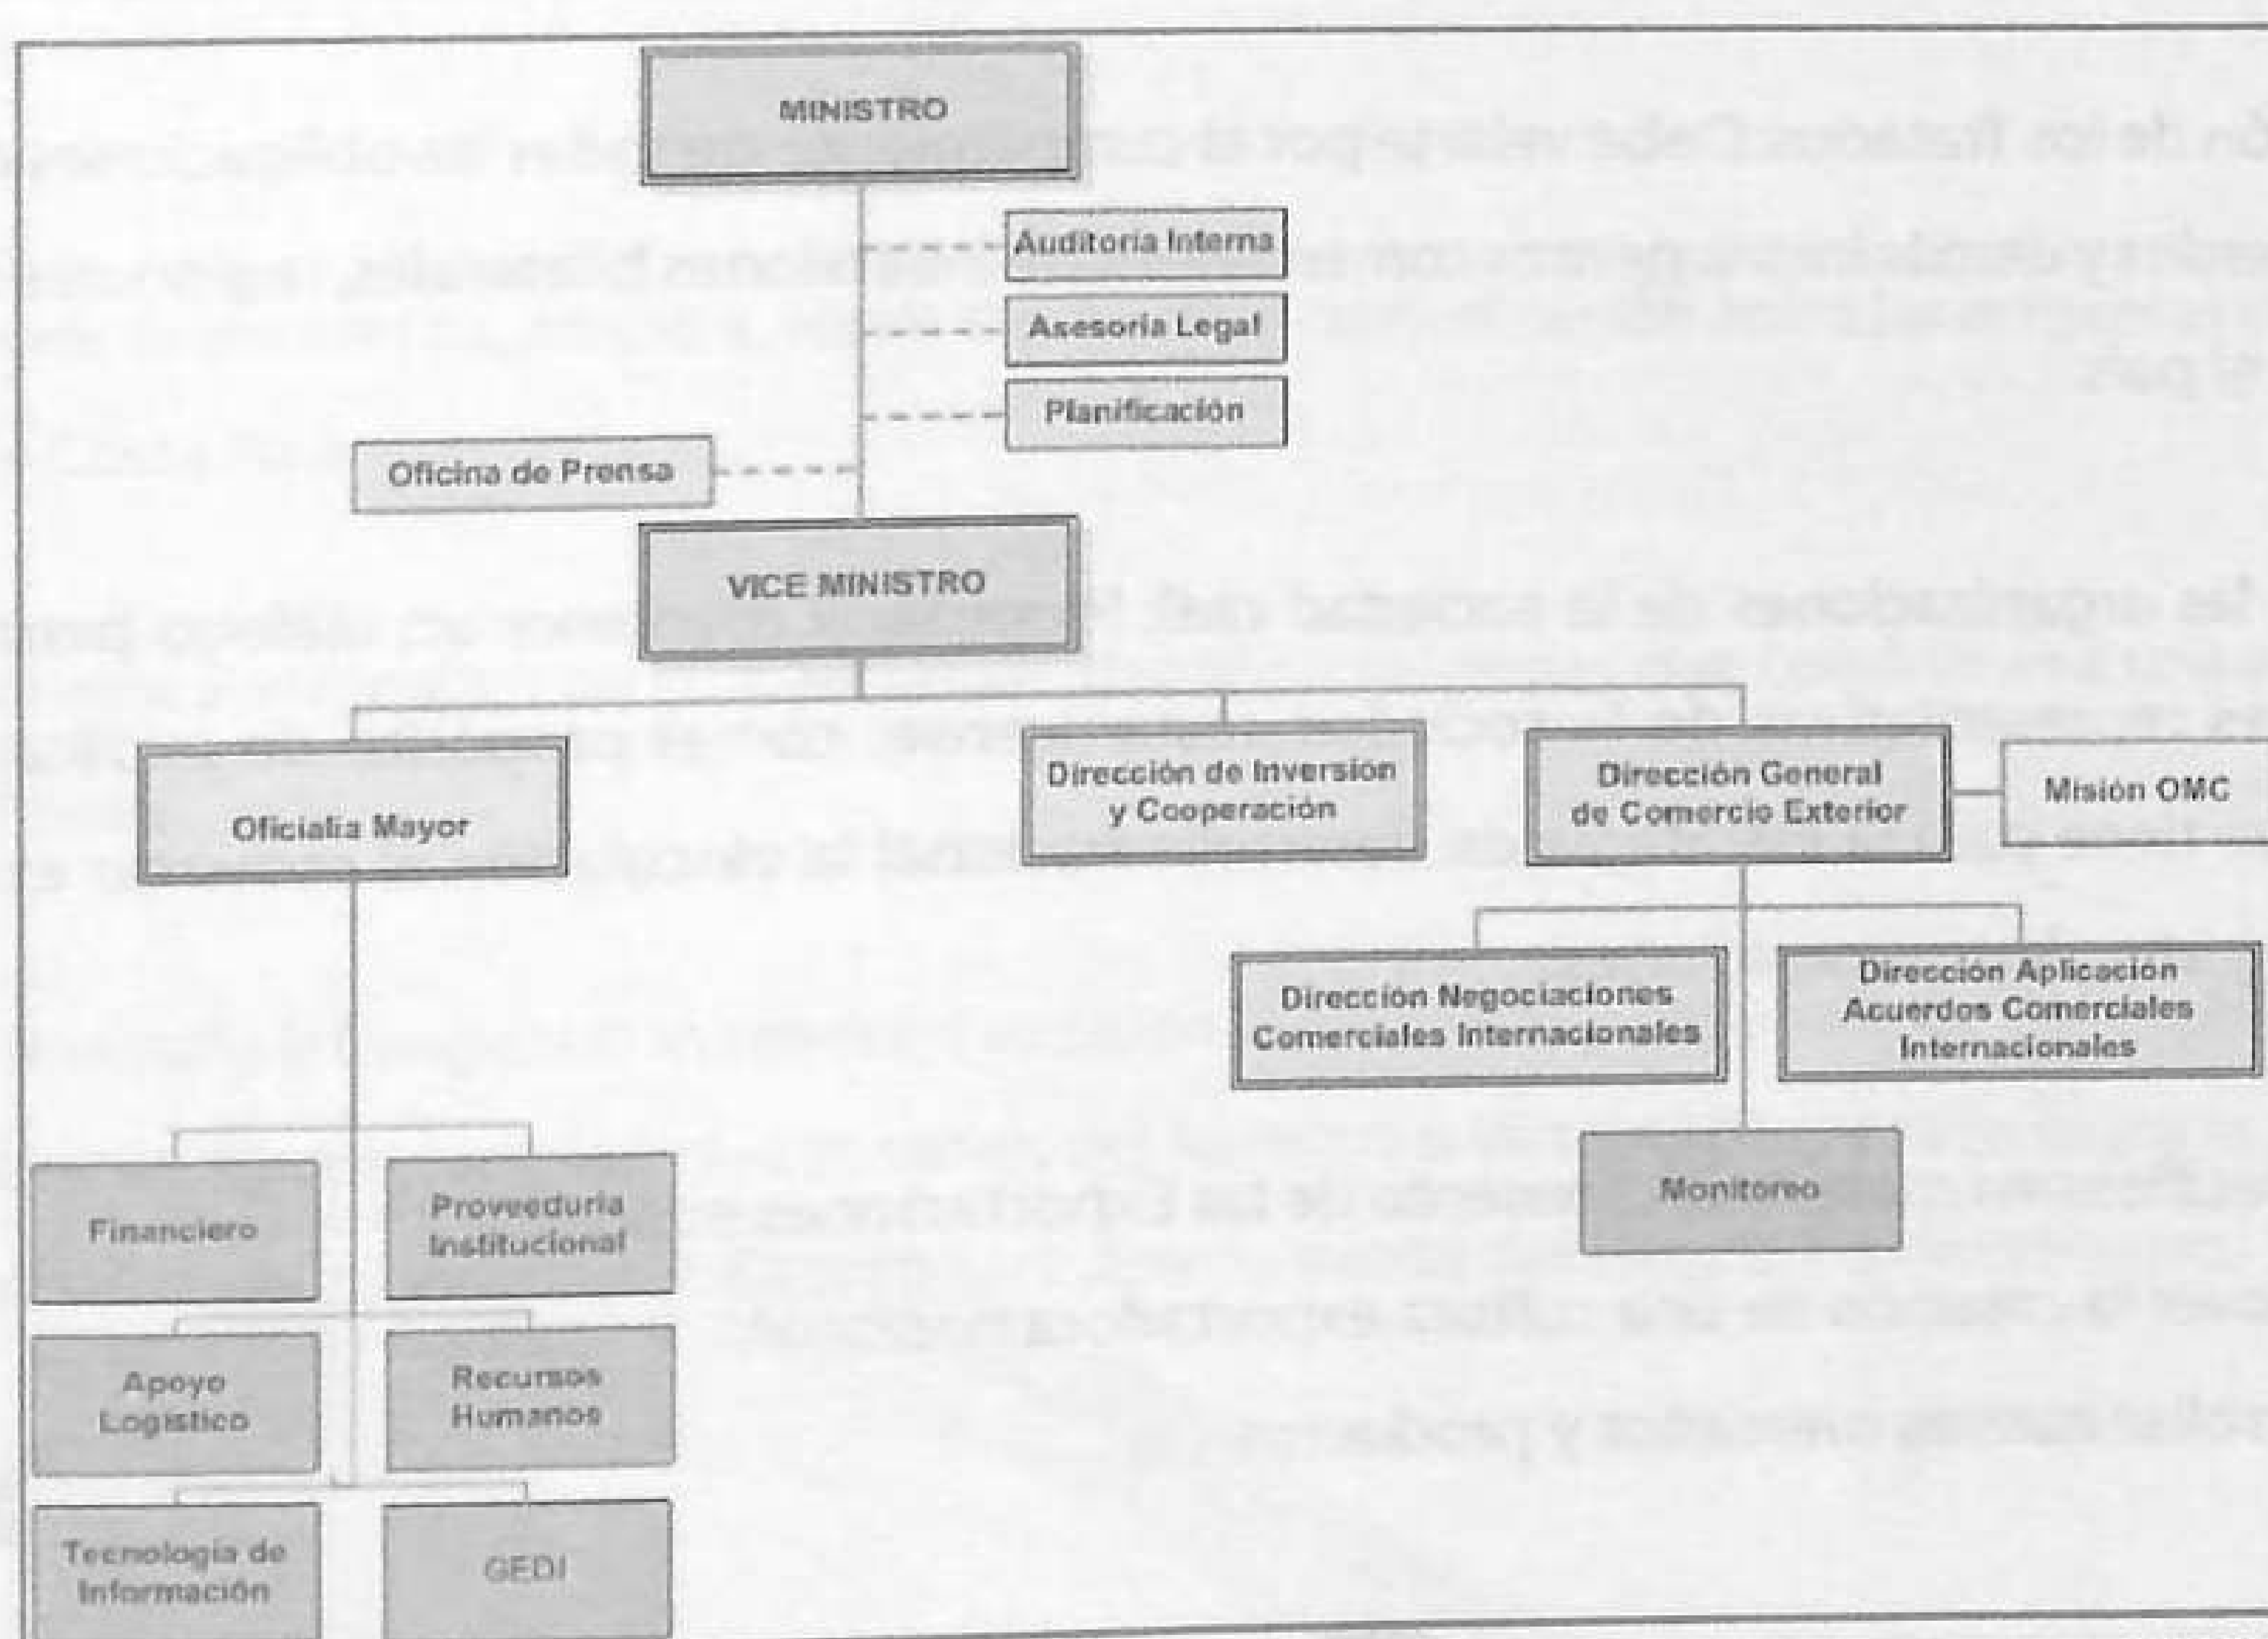 MINISTRO
Auditoría Interna
Asesoría Legal
Planificación
Oficina de Prensa
VICE MINISTRO
Oficialía Mayor
Dirección de Inversión
y Cooperación
Dirección General
de Comercio Exterior
Misión OMC
Dirección Negociaciones
Comerciales Internacionales
Dirección Aplicación
Acuerdos Comerciales
Internacionales
Monitoreo
Financiero
Proveeduría
Institucional
Apoyo
Logístico
Recursos
Humanos
Tecnología de
Información
GEDI